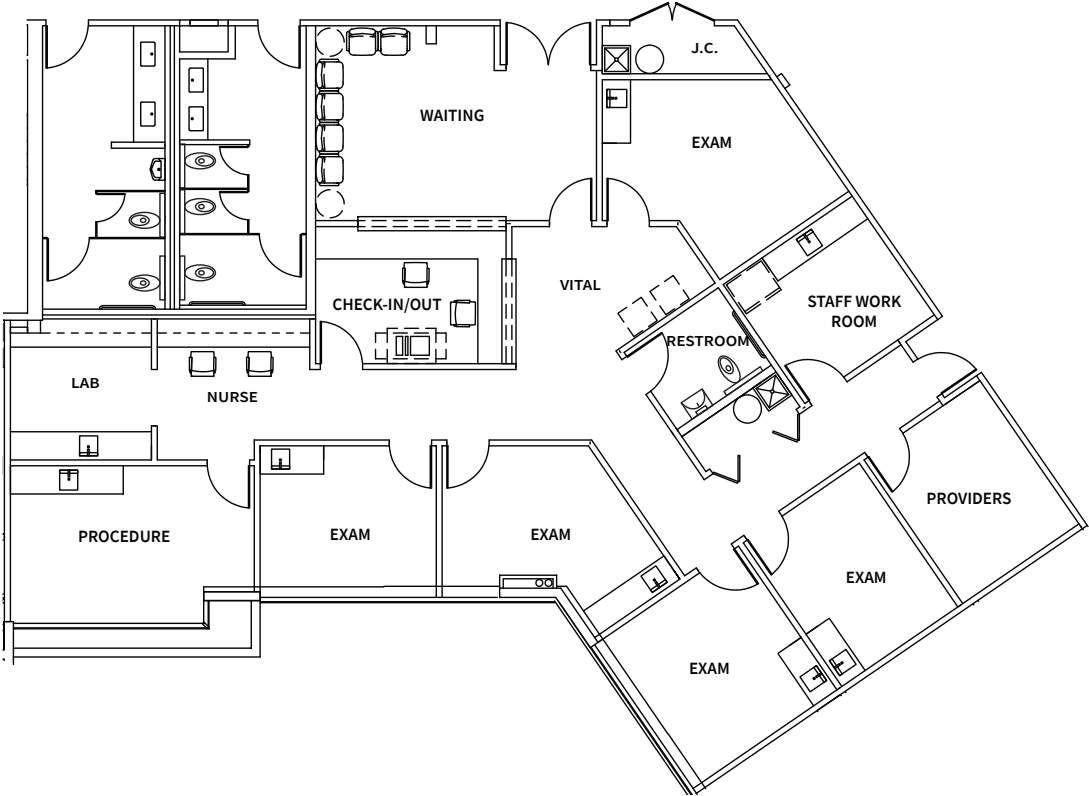 J.C.
WAITING
EXAM
VITAL
CHECK-IN/OUT
STAFF WORK
ROOM
RESTROOM
LAB
NURSE
PROVIDERS
PROCEDURE
EXAM
EXAM
EXAM
EXAM